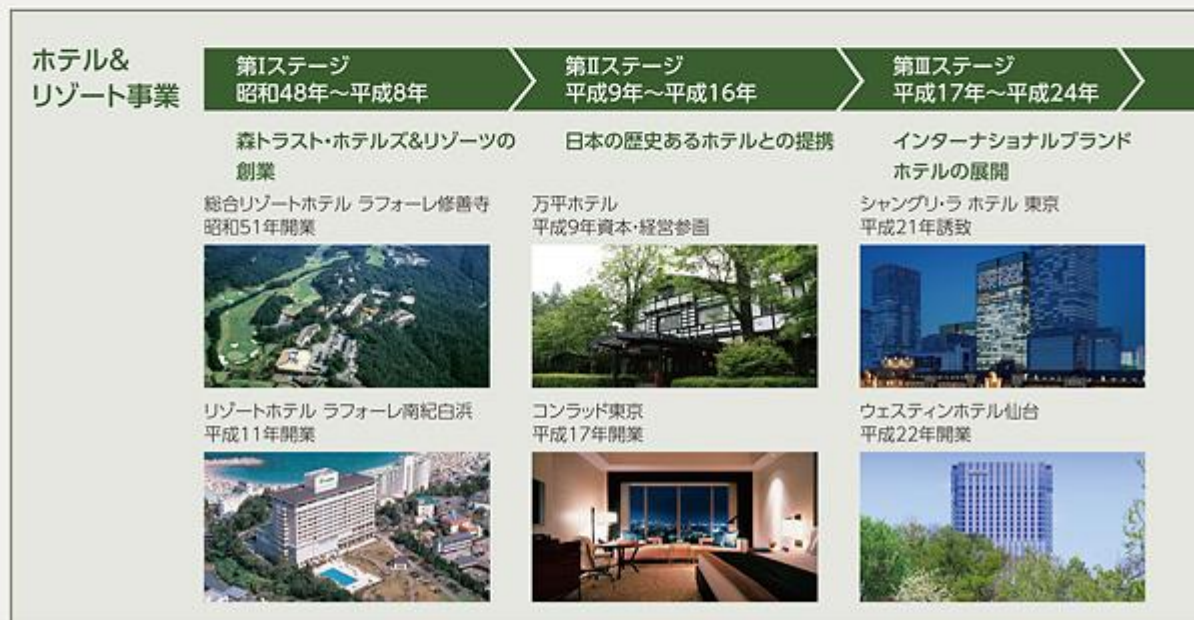 ホテル&
リゾート事業
第Ⅰステージ
昭和48年～平成8年
第Ⅱステージ
平成9年～平成16年
第Ⅲステージ
平成17年～平成24年
森トラスト・ホテルズ&リゾーツの
創業
日本の歴史あるホテルとの提携
インターナショナルブランド
ホテルの展開
総合リゾートホテル ラフォーレ修善寺
昭和51年開業
万平ホテル
平成9年資本・経営参画
シャングリ・ラ ホテル 東京
平成21年誘致
リゾートホテル ラフォーレ南紀白浜
平成11年開業
コンラッド東京
平成17年開業
ウェスティンホテル仙台
平成22年開業